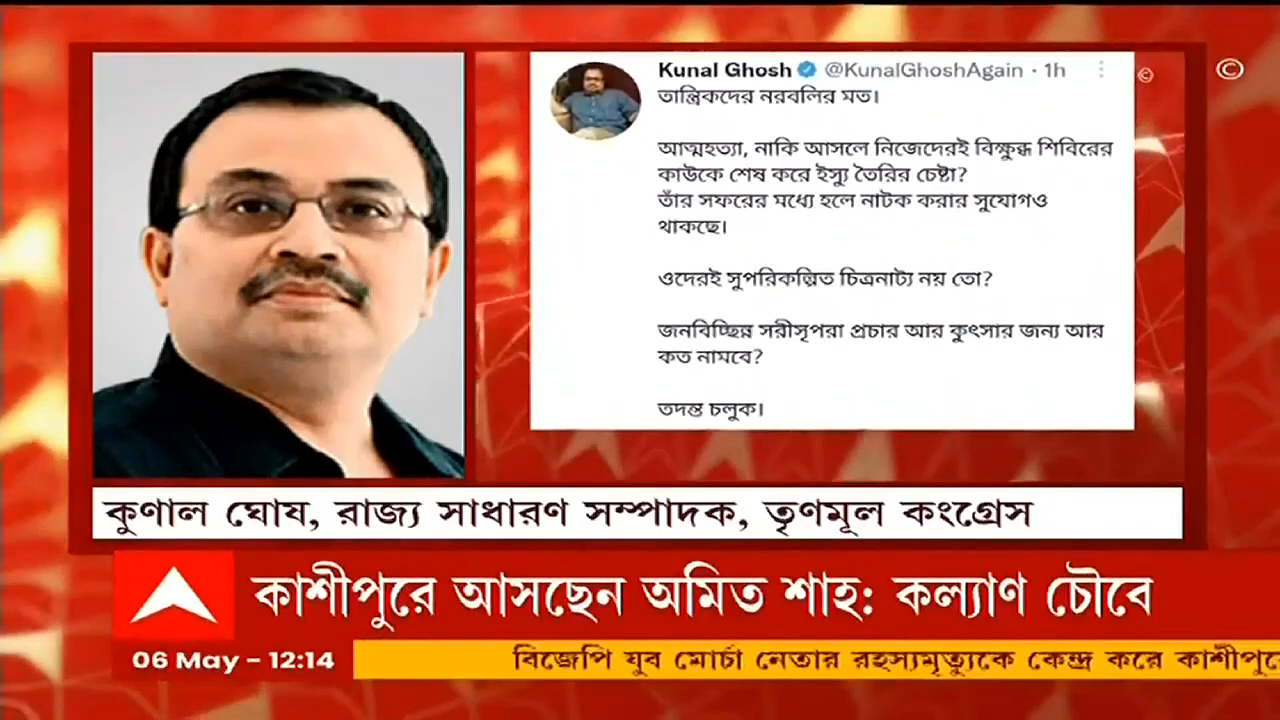 Kunal Ghosh @KunalGhoshAgain · 1h
তান্ত্রিকদের নরবলির মত।
আত্মহত্যা, নাকি আসলে নিজেদেরই বিক্ষুব্ধ শিবিরের
কাউকে শেষ করে ইস্যু তৈরির চেষ্টা?
তাঁর সফরের মধ্যে হলে নাটক করার সুযোগও
থাকছে।
ওদেরই সুপরিকল্পিত চিত্রনাট্য নয় তো?
জনবিচ্ছিন্ন সরীসৃপরা প্রচার আর কুৎসার জন্য আর
কত নামবে?
তদন্ত চলুক।
©
©
কুণাল ঘোষ, রাজ্য সাধারণ সম্পাদক, তৃণমূল কংগ্রেস
কাশীপুরে আসছেন অমিত শাহ: কল্যাণ চৌবে
06 May - 12:14
বিজেপি যুব মোর্চা নেতার রহস্যমৃত্যুকে কেন্দ্র করে কাশীপুরে